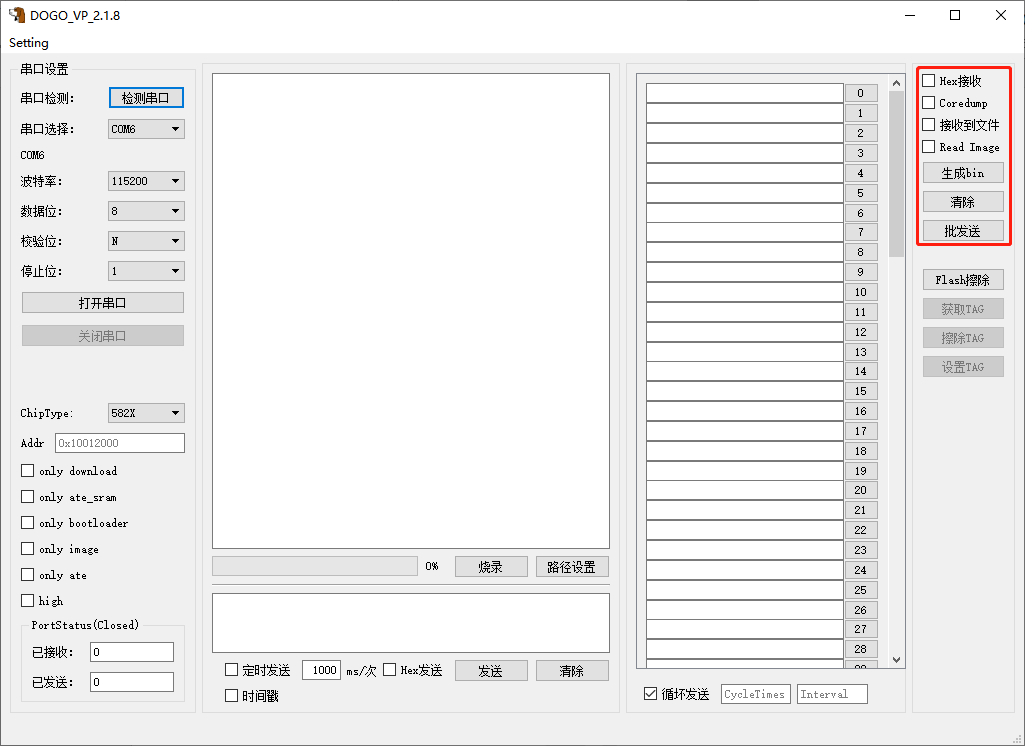 DOGO_VP_2.1.8
Setting
串口设置
串口检测：
检测串口
串口选择：
COM6
COM6
波特率：
115200
数据位：
8
校验位：
N
停止位：
1
打开串口
关闭串口
ChipType:
582X
Addr
0x10012000
only download
only ate_sram
only bootloader
only image
only ate
high
PortStatus(Closed)
已接收：
0
已发送：
0
0%
烧录
路径设置
定时发送
1000
ms/次
Hex发送
发送
清除
时间戳
0
1
2
3
4
5
6
7
8
9
10
11
12
13
14
15
16
17
18
19
20
21
22
23
24
25
26
27
28
循环发送
CycleTimes
Interval
Hex接收
Coredump
接收到文件
Read Image
生成bin
清除
批发送
Flash擦除
获取TAG
擦除TAG
设置TAG